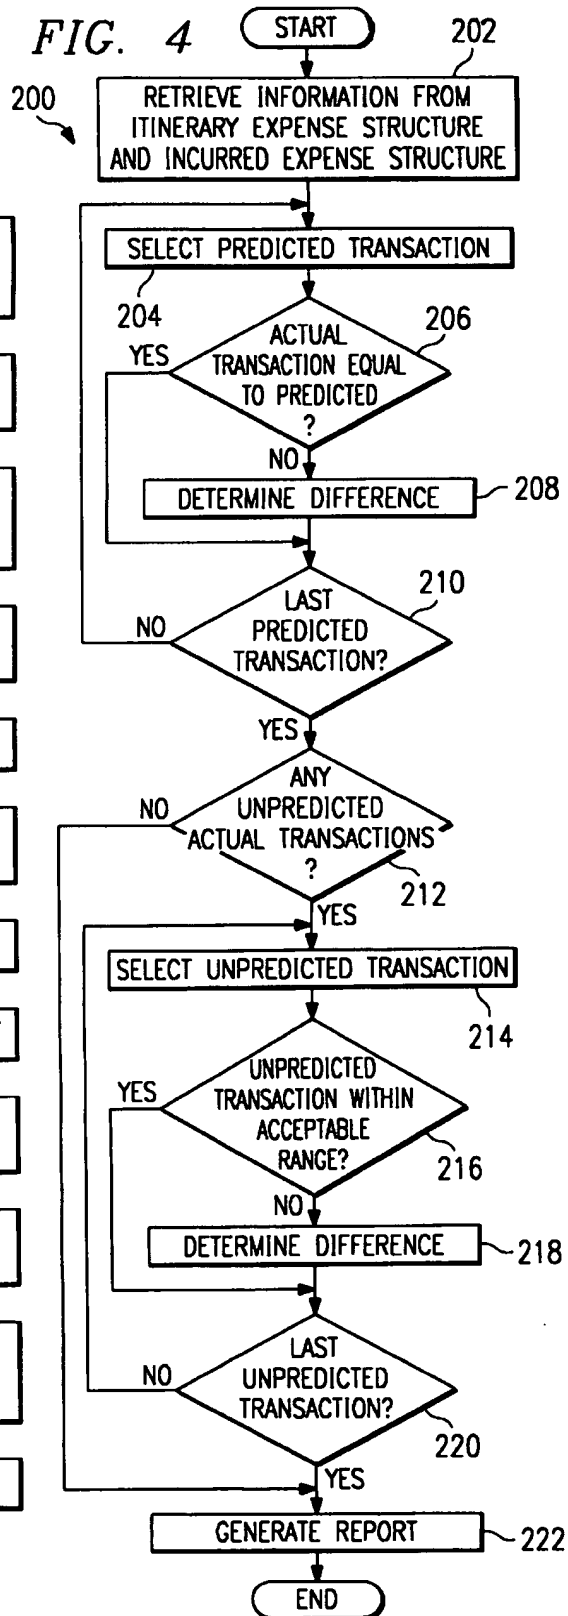 FIG. 4
START
202
200
RETRIEVE INFORMATION FROM
ITINERARY EXPENSE STRUCTURE
AND INCURRED EXPENSE STRUCTURE
SELECT PREDICTED TRANSACTION
204
206
ACTUAL
TRANSACTION EQUAL
TO PREDICTED
?
YES
NO
DETERMINE DIFFERENCE
208
210
LAST
PREDICTED
TRANSACTION?
NO
YES
ANY
UNPREDICTED
ACTUAL TRANSACTIONS
?
NO
212
YES
SELECT UNPREDICTED TRANSACTION
214
UNPREDICTED
TRANSACTION WITHIN
ACCEPTABLE
RANGE?
YES
216
NO
DETERMINE DIFFERENCE
218
LAST
UNPREDICTED
TRANSACTION?
NO
220
YES
GENERATE REPORT
222
END